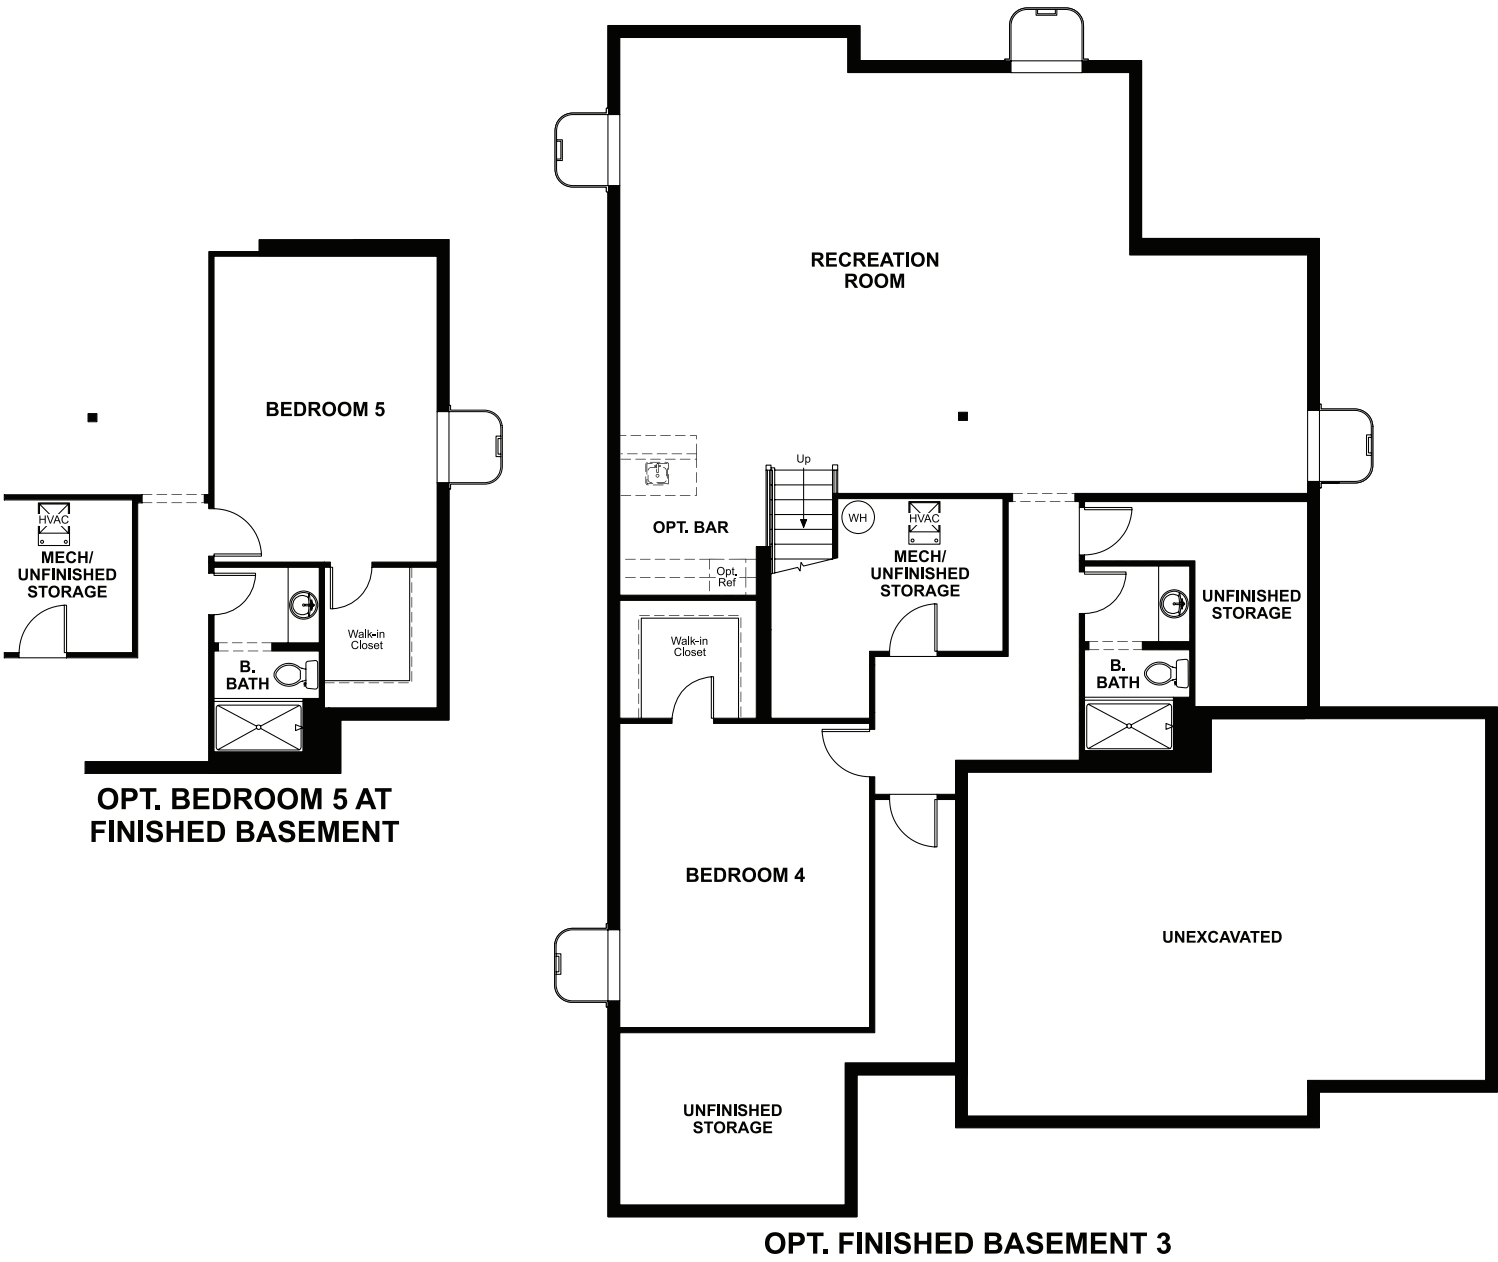 BEDROOM 5
HVAC
MECH/
UNFINISHED
STORAGE
Walk-in
Closet
B.
BATH
OPT. BEDROOM 5 AT
FINISHED BASEMENT
RECREATION
ROOM
Up
OPT. BAR
WH
HVAC
MECH/
UNFINISHED
STORAGE
Opt.
Ref
UNFINISHED
STORAGE
Walk-in
Closet
B.
BATH
BEDROOM 4
UNEXCAVATED
UNFINISHED
STORAGE
OPT. FINISHED BASEMENT 3